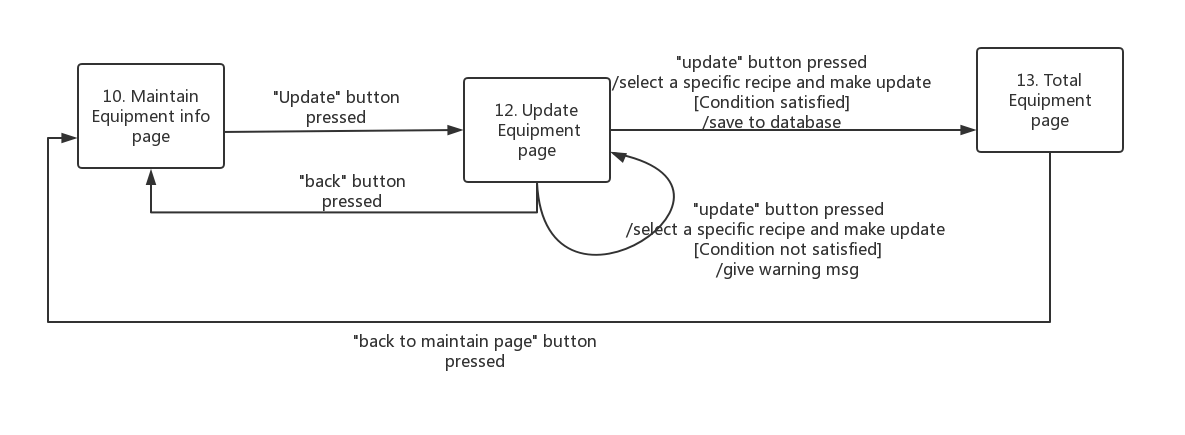 10. Maintain
Equipment info
page
"Update" button
pressed
12. Update
Equipment
page
"update" button pressed
/select a specific recipe and make update
[Condition satisfied]
/save to database
13. Total
Equipment
page
"back" button
pressed
"update" button pressed
/select a specific recipe and make update
[Condition not satisfied]
/give warning msg
"back to maintain page" button
pressed